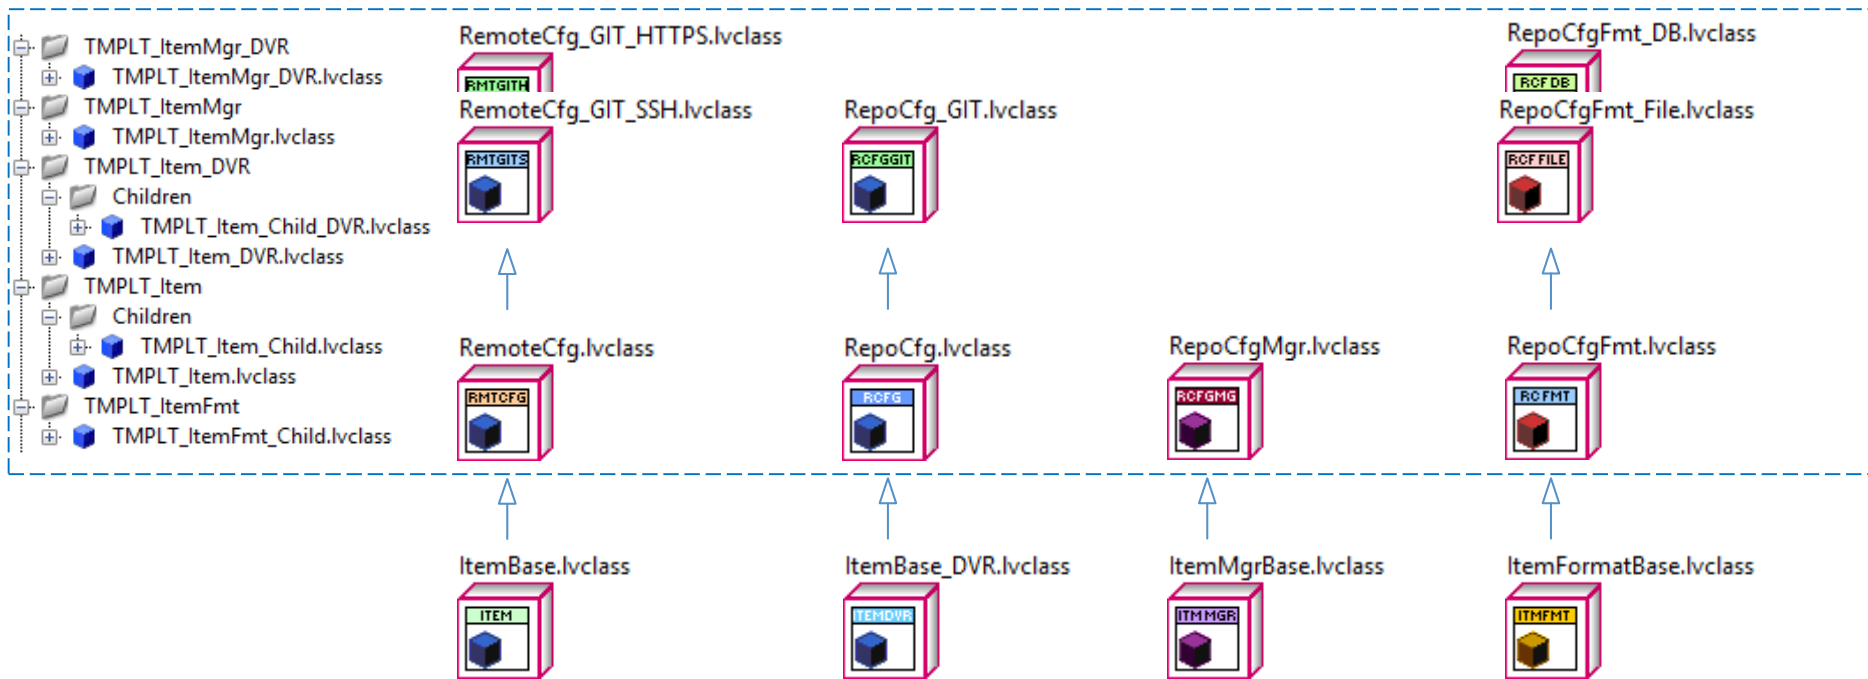 TMPLT_ItemMgr_DVR
TMPLT_ItemMgr_DVR.lvclass
TMPLT_ItemMgr
TMPLT_ItemMgr.lvclass
TMPLT_Item_DVR
Children
TMPLT_Item_Child_DVR.lvclass
TMPLT_Item_DVR.lvclass
TMPLT_Item
Children
TMPLT_Item_Child.lvclass
TMPLT_Item.lvclass
TMPLT_ItemFmt
TMPLT_ItemFmt_Child.lvclass
RemoteCfg_GIT_HTTPS.lvclass
RMTGITH
RepoCfgFmt_DB.lvclass
RCFDB
RemoteCfg_GIT_SSH.lvclass
RMTGITS
RepoCfg_GIT.lvclass
RCFGGIT
RepoCfgFmt_File.lvclass
RCF FILE
RemoteCfg.lvclass
RMTCFG
RepoCfg.lvclass
RCFG
RepoCfgMgr.lvclass
RCFGMG
RepoCfgFmt.lvclass
RCFMT
ItemBase.lvclass
ITEM
ItemBase_DVR.lvclass
ITEMDVR
ItemMgrBase.lvclass
ITMMGR
ItemFormatBase.lvclass
ITMFMT